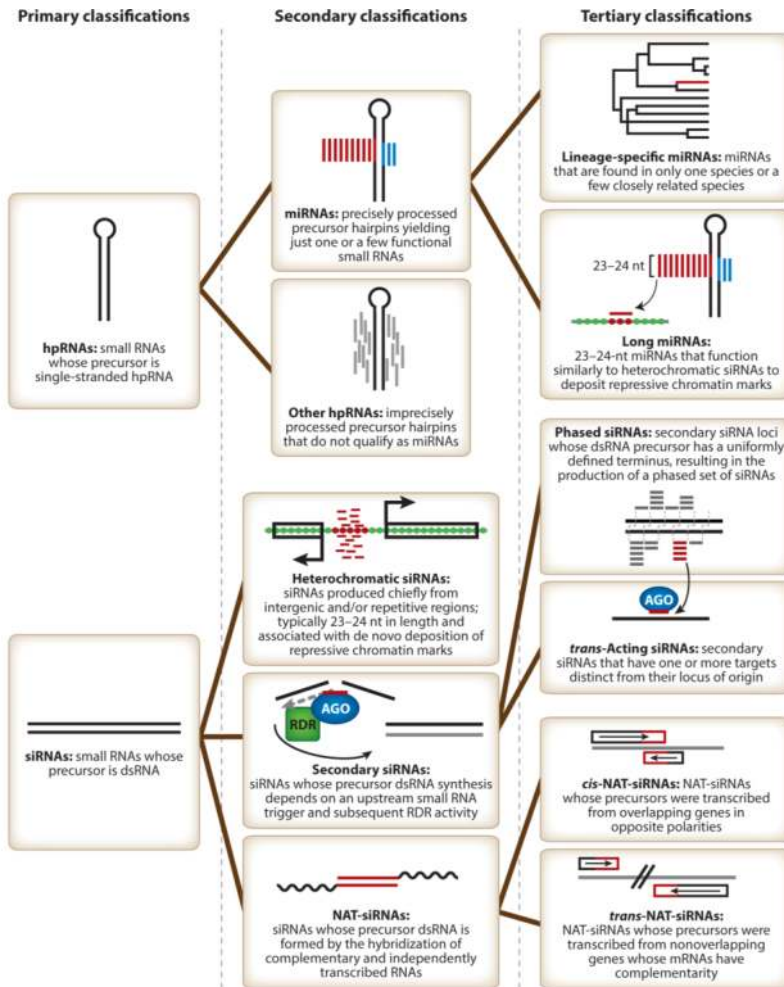 Primary classifications
Secondary classifications
Tertiary classifications
hpRNAs: small RNAs
whose precursor is
single-stranded hpRNA
siRNAs: small RNAs whose
precursor is dsRNA
miRNAs: precisely processed
precursor hairpins yielding
just one or a few functional
small RNAs
Other hpRNAs: imprecisely
processed precursor hairpins
that do not qualify as miRNAs
Heterochromatic siRNAs:
siRNAs produced chiefly from
intergenic and/or repetitive regions;
typically 23–24 nt in length and
associated with de novo deposition of
repressive chromatin marks
AGO
RDR
Secondary siRNAs:
siRNAs whose precursor dsRNA synthesis
depends on an upstream small RNA
trigger and subsequent RDR activity
NAT-siRNAs:
siRNAs whose precursor dsRNA is
formed by the hybridization of
complementary and independently
transcribed RNAs
Lineage-specific miRNAs: miRNAs
that are found in only one species or a
few closely related species
23–24 nt
Long miRNAs:
23–24-nt miRNAs that function
similarly to heterochromatic siRNAs to
deposit repressive chromatin marks
Phased siRNAs: secondary siRNA loci
whose dsRNA precursor has a uniformly
defined terminus, resulting in the
production of a phased set of siRNAs
AGO
trans-Acting siRNAs: secondary
siRNAs that have one or more targets
distinct from their locus of origin
cis-NAT-siRNAs: NAT-siRNAs
whose precursors were transcribed
from overlapping genes in
opposite polarities
trans-NAT-siRNAs:
NAT-siRNAs whose precursors were
transcribed from nonoverlapping
genes whose mRNAs have
complementarity